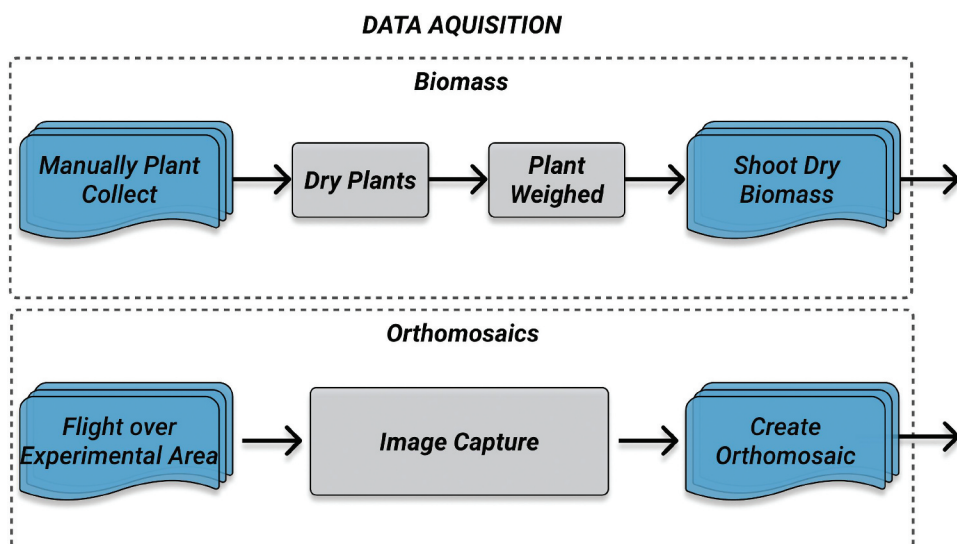 DATA AQUISITION
Biomass
Manually Plant
Collect
Dry Plants
Plant
Weighed
Shoot Dry
Biomass
Orthomosaics
Flight over
Experimental Area
Image Capture
Create
Orthomosaic